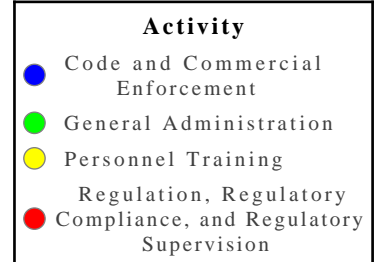 Activity
Code and Commercial
Enforcement
General Administration
Personnel Training
Regulation, Regulatory
Compliance, and Regulatory
Supervision